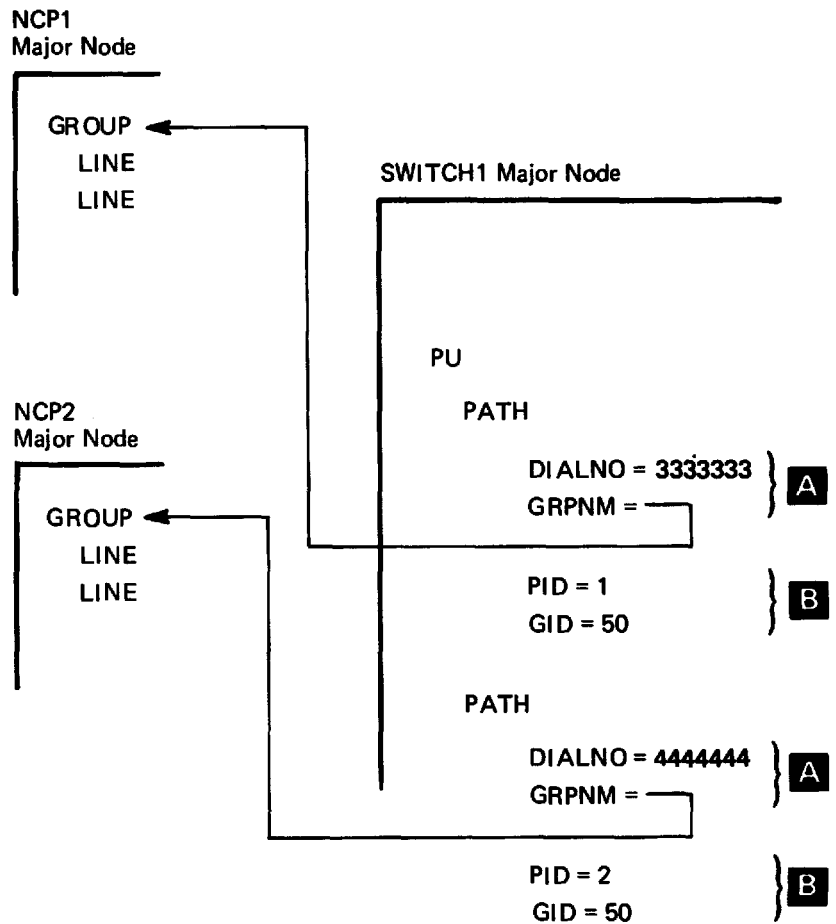 NCP1
Major Node
GROUP
LINE
LINE
SWITCH1 Major Node
PU
PATH
DIALNO = 3333333
GRPNM =
A
PID = 1
GID = 50
B
NCP2
Major Node
GROUP
LINE
LINE
PATH
DIALNO = 4444444
GRPNM =
A
PID = 2
GID = 50
B